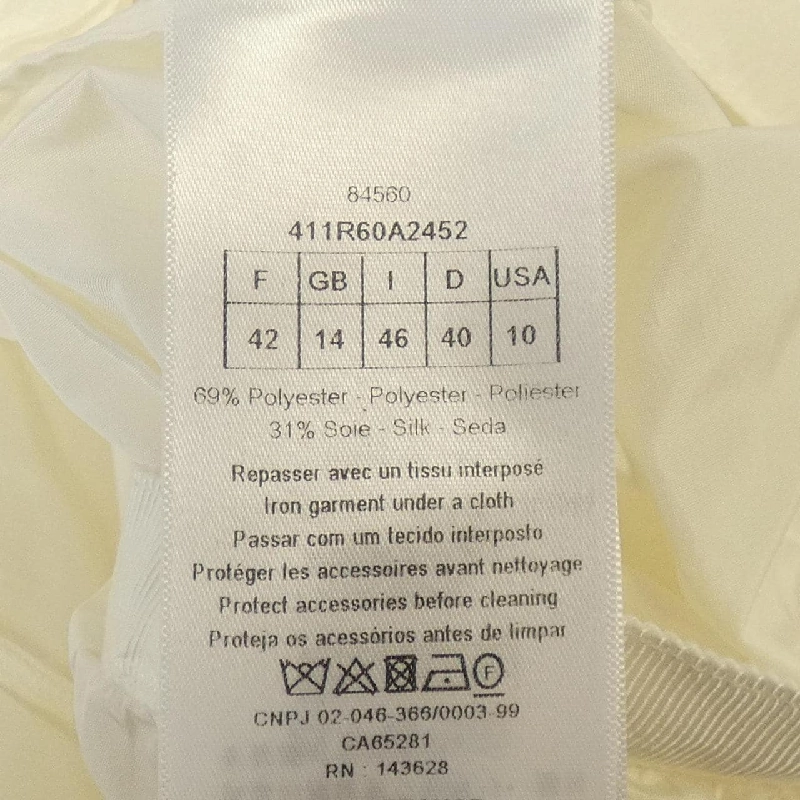 84560
411R60A2452
F GB I D USA
42 14 46 40 10
69% Polyester - Polyester - Poliester
31% Soie - Silk - Seda
Repasser avec un tissu interposé
Iron garment under a cloth
Passar com um tecido interposto
Protéger les accessoires avant nettoyage
Protect accessories before cleaning
Proteja os acessórios antes de limpar
F
CNPJ 02-046-366/0003-99
CA65281
RN : 143628